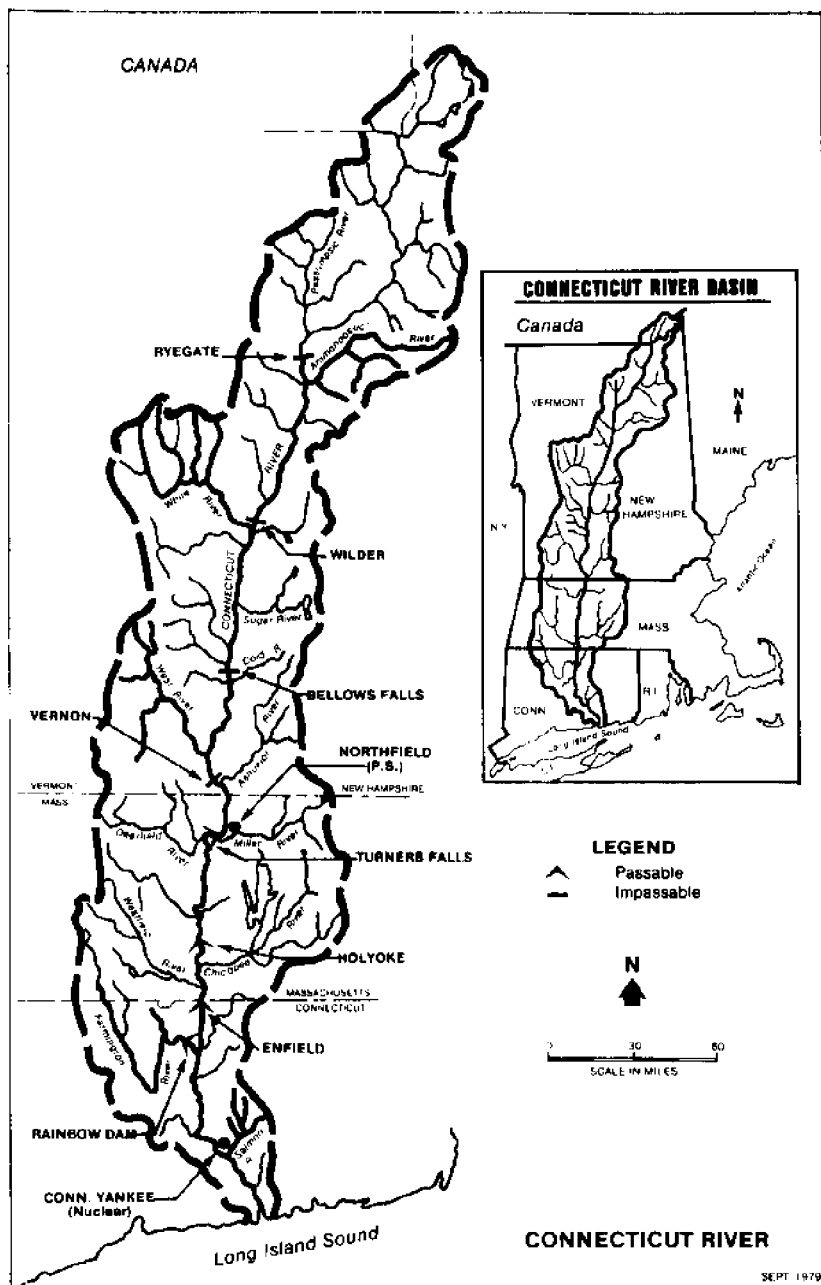 CANADA
Passumpsic River
Ammonoosuc River
RYEGATE
RIVER
White River
WILDER
CONNECTICUT
Sugar River
Cold R
West River
BELLOWS FALLS
VERNON
Ashuelot River
NORTHFIELD
(P.S.)
VERMONT
MASS
NEW HAMPSHIRE
Deerfield River
Miller River
TURNERS FALLS
Westfield River
Chicopee River
HOLYOKE
MASSACHUSETTS
CONNECTICUT
ENFIELD
Farmington River
RAINBOW DAM
Salmon R
CONN. YANKEE
(Nuclear)
Long Island Sound
CONNECTICUT RIVER BASIN
Canada
VERMONT
N
MAINE
NEW
HAMPSHIRE
N.Y.
Atlantic Ocean
MASS
CONN
R.I.
Long Island Sound
LEGEND
Passable
Impassable
N
0 30 60
SCALE IN MILES
CONNECTICUT RIVER
SEPT 1979